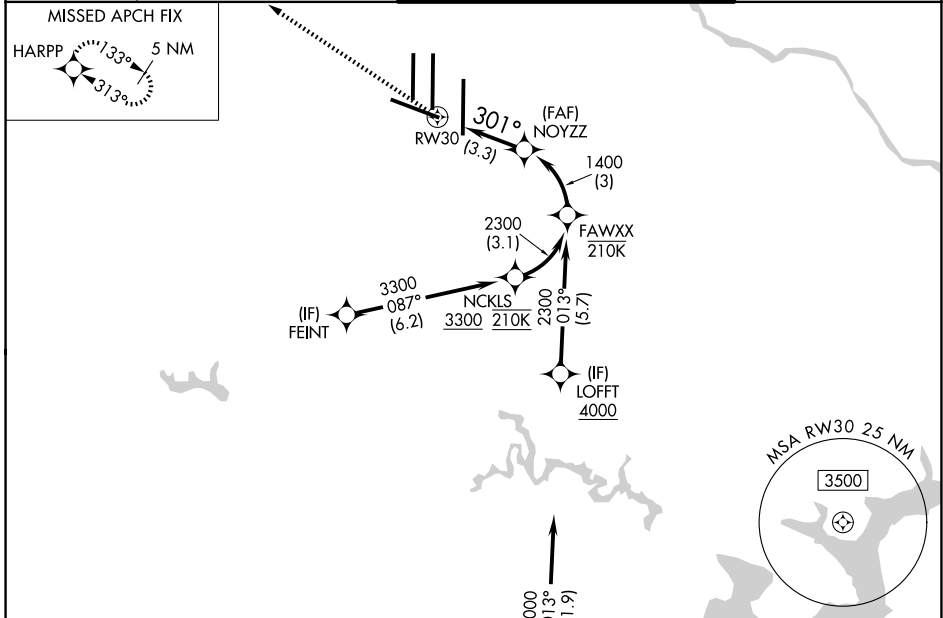 MISSED APCH FIX
HARPP
133°
5 NM
313°
RW30
301°
(3.3)
(FAF)
NOYZZ
1400
(3)
2300
(3.1)
FAWXX
210K
3300
087°
(6.2)
(IF)
FEINT
NCKLS
3300 210K
2300
013°
(5.7)
(IF)
LOFFT
4000
MSA RW30 25 NM
3500